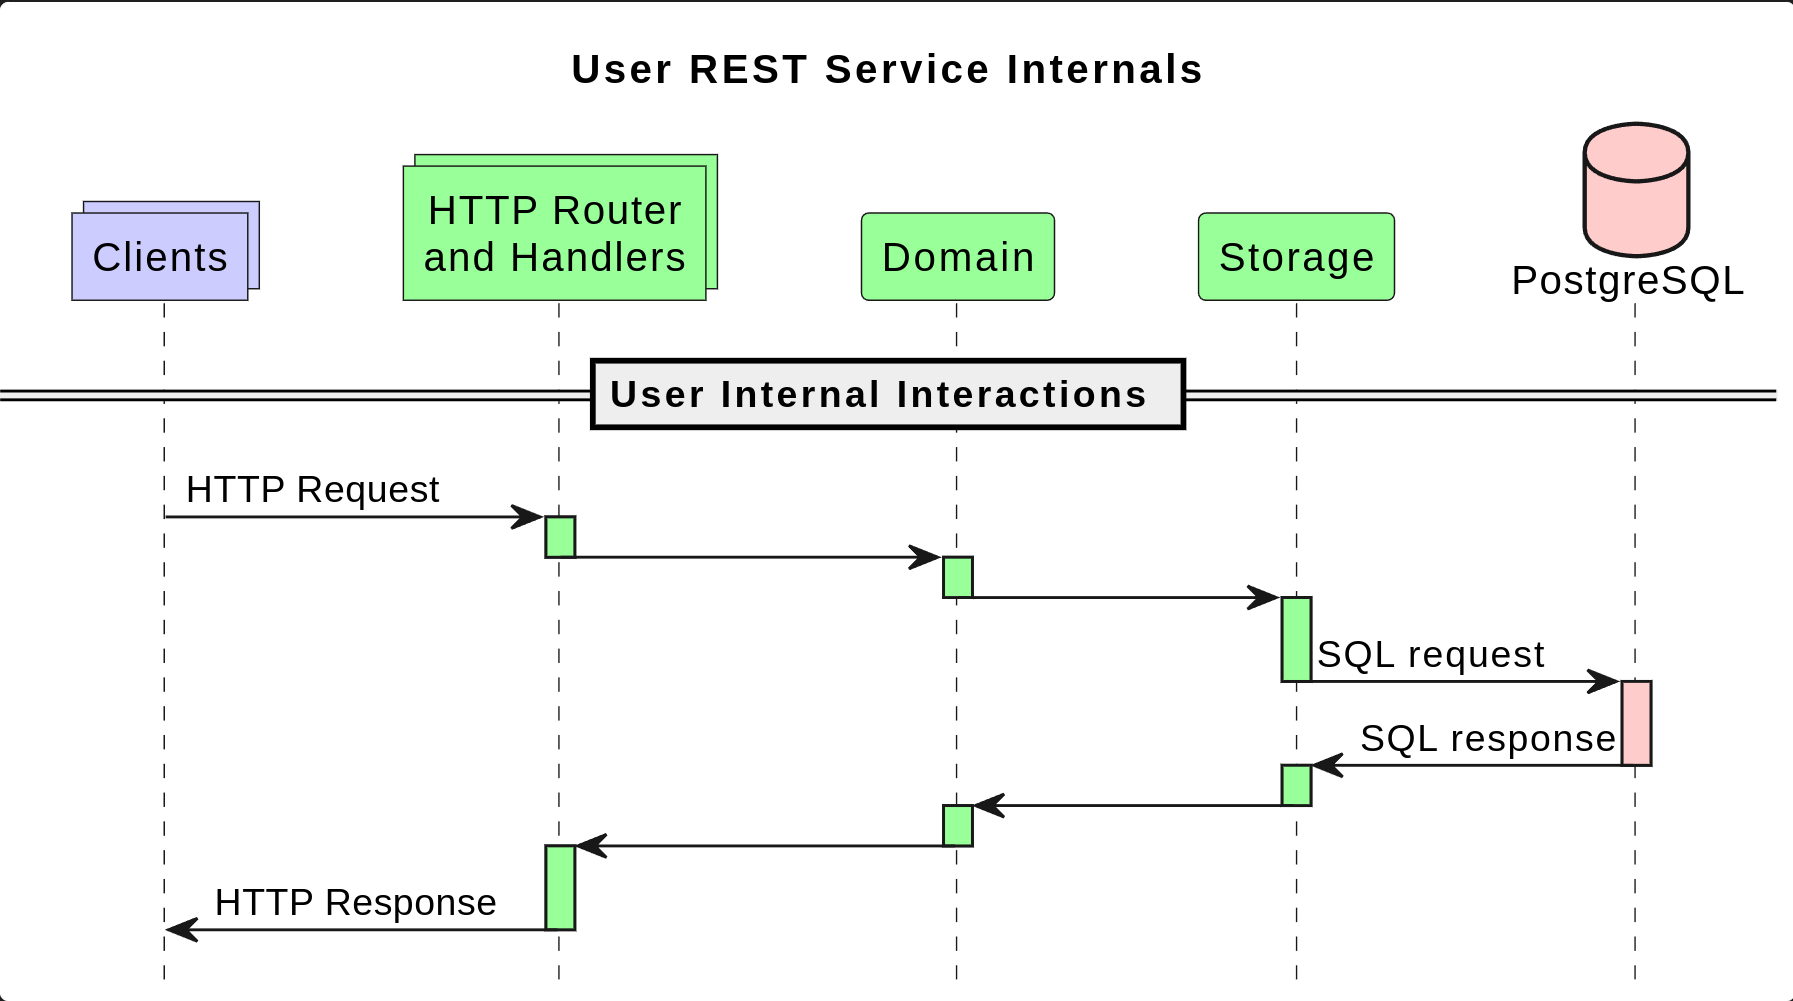 User REST Service Internals
Clients
HTTP Router
and Handlers
Domain
Storage
PostgreSQL
User Internal Interactions
HTTP Request
SQL request
SQL response
HTTP Response